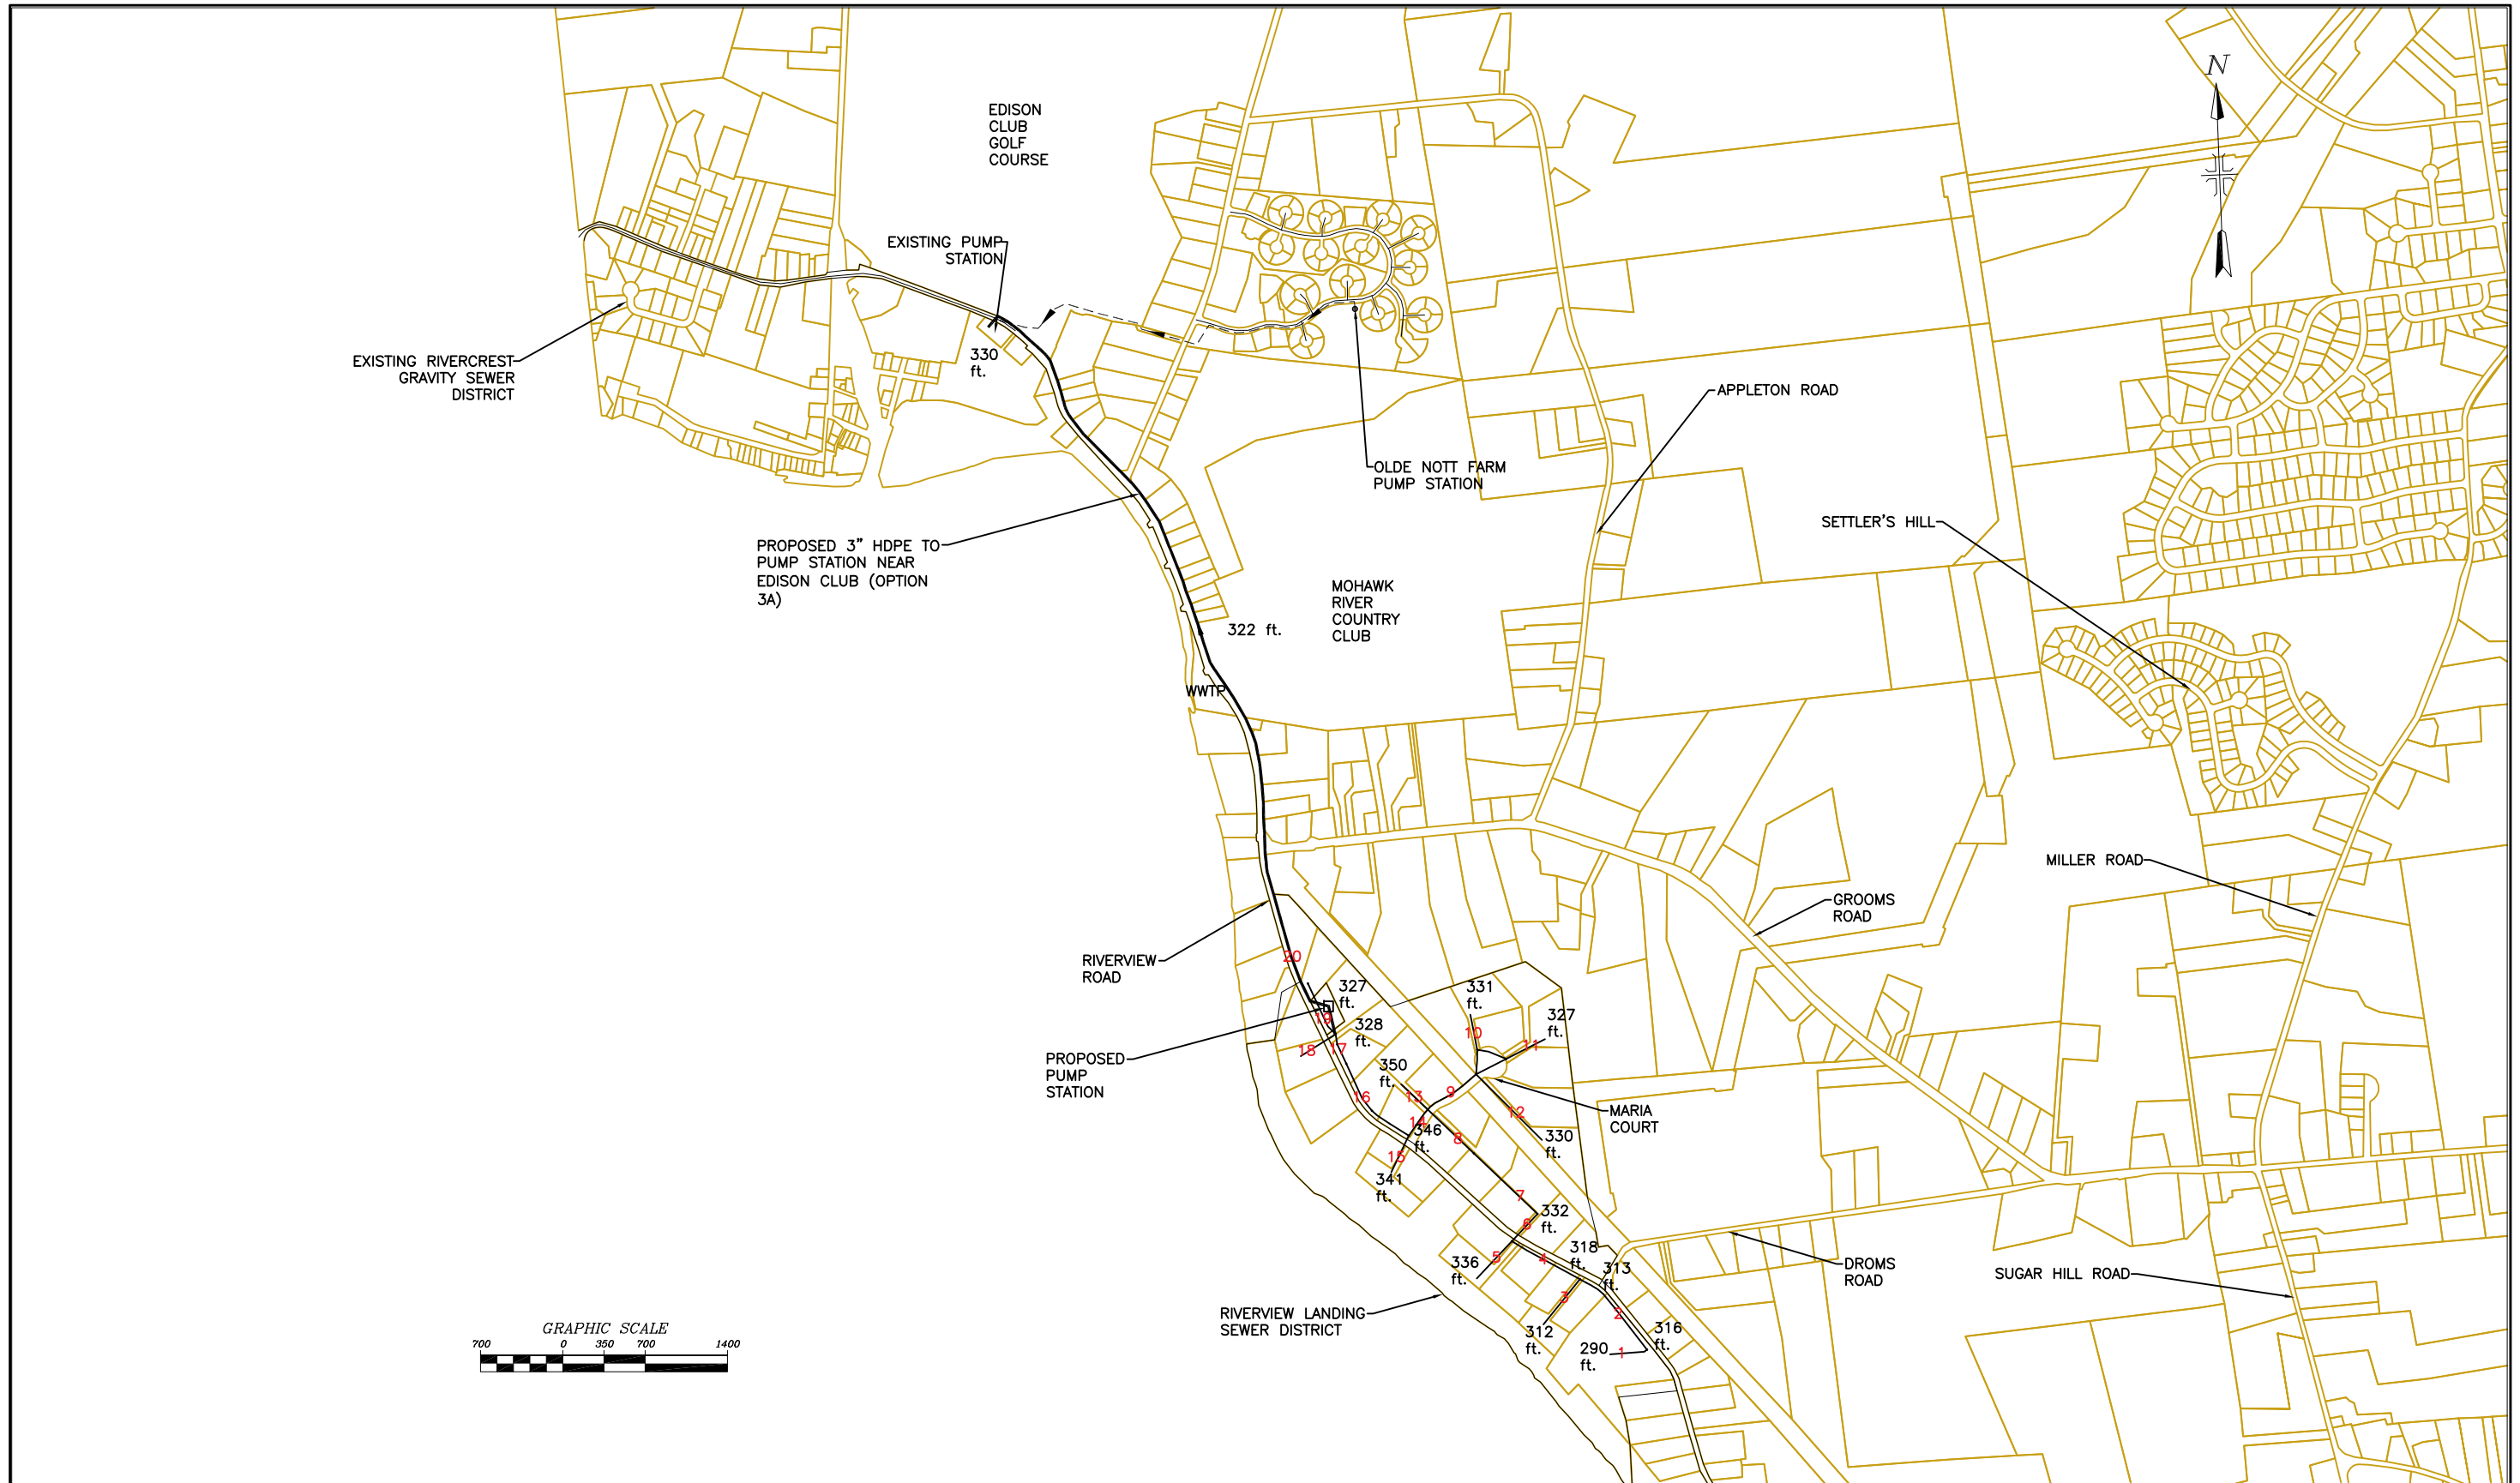 N
EDISON
CLUB
GOLF
COURSE
EXISTING PUMP
STATION
330
ft.
EXISTING RIVERCREST
GRAVITY SEWER
DISTRICT
APPLETON ROAD
OLDE NOTT FARM
PUMP STATION
SETTLER'S HILL
PROPOSED 3" HDPE TO
PUMP STATION NEAR
EDISON CLUB (OPTION
3A)
MOHAWK
RIVER
COUNTRY
CLUB
322 ft.
WWTP
MILLER ROAD
GROOMS
ROAD
RIVERVIEW
ROAD
20
327
ft.
331
ft.
327
ft.
19
328
ft.
10
11
18
17
PROPOSED
PUMP
STATION
350
ft.
13
9
16
12
MARIA
COURT
14
346
ft.
8
330
ft.
15
341
ft.
7
332
ft.
6
5
4
318
ft.
336
ft.
313
ft.
DROMS
ROAD
SUGAR HILL ROAD
3
2
RIVERVIEW LANDING
SEWER DISTRICT
312
ft.
316
ft.
290
ft.
1
GRAPHIC SCALE
700 0 350 700 1400